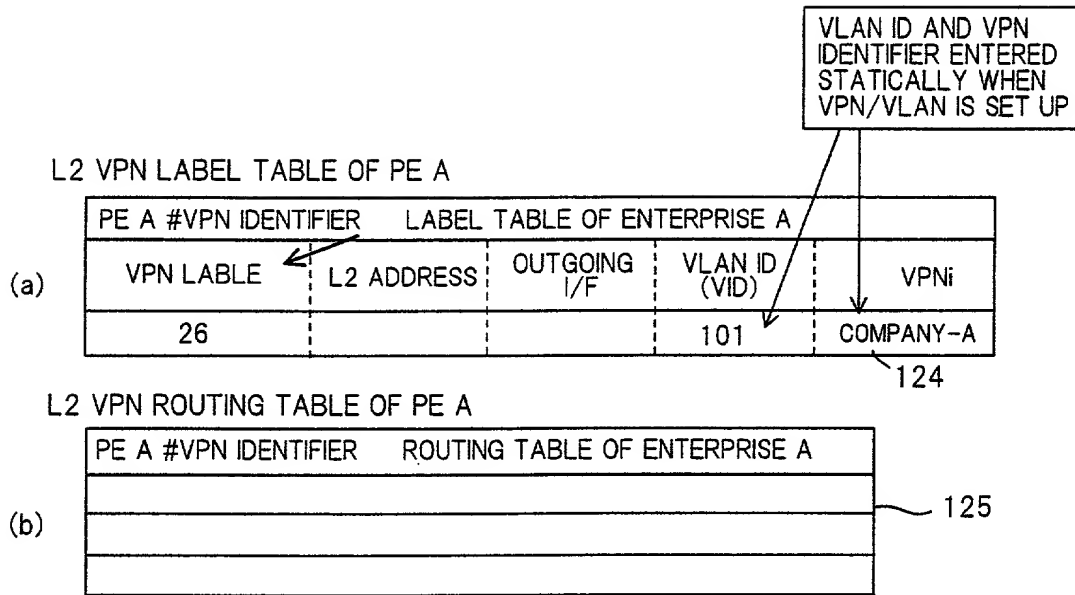 VLAN ID AND VPN
IDENTIFIER ENTERED
STATICALLY WHEN
VPN/VLAN IS SET UP
L2 VPN LABEL TABLE OF PE A
PE A #VPN IDENTIFIER LABEL TABLE OF ENTERPRISE A
(a)
VPN LABLE
L2 ADDRESS
OUTGOING
I/F
VLAN ID
(VID)
VPNi
26
101
COMPANY-A
124
L2 VPN ROUTING TABLE OF PE A
PE A #VPN IDENTIFIER ROUTING TABLE OF ENTERPRISE A
(b)
125